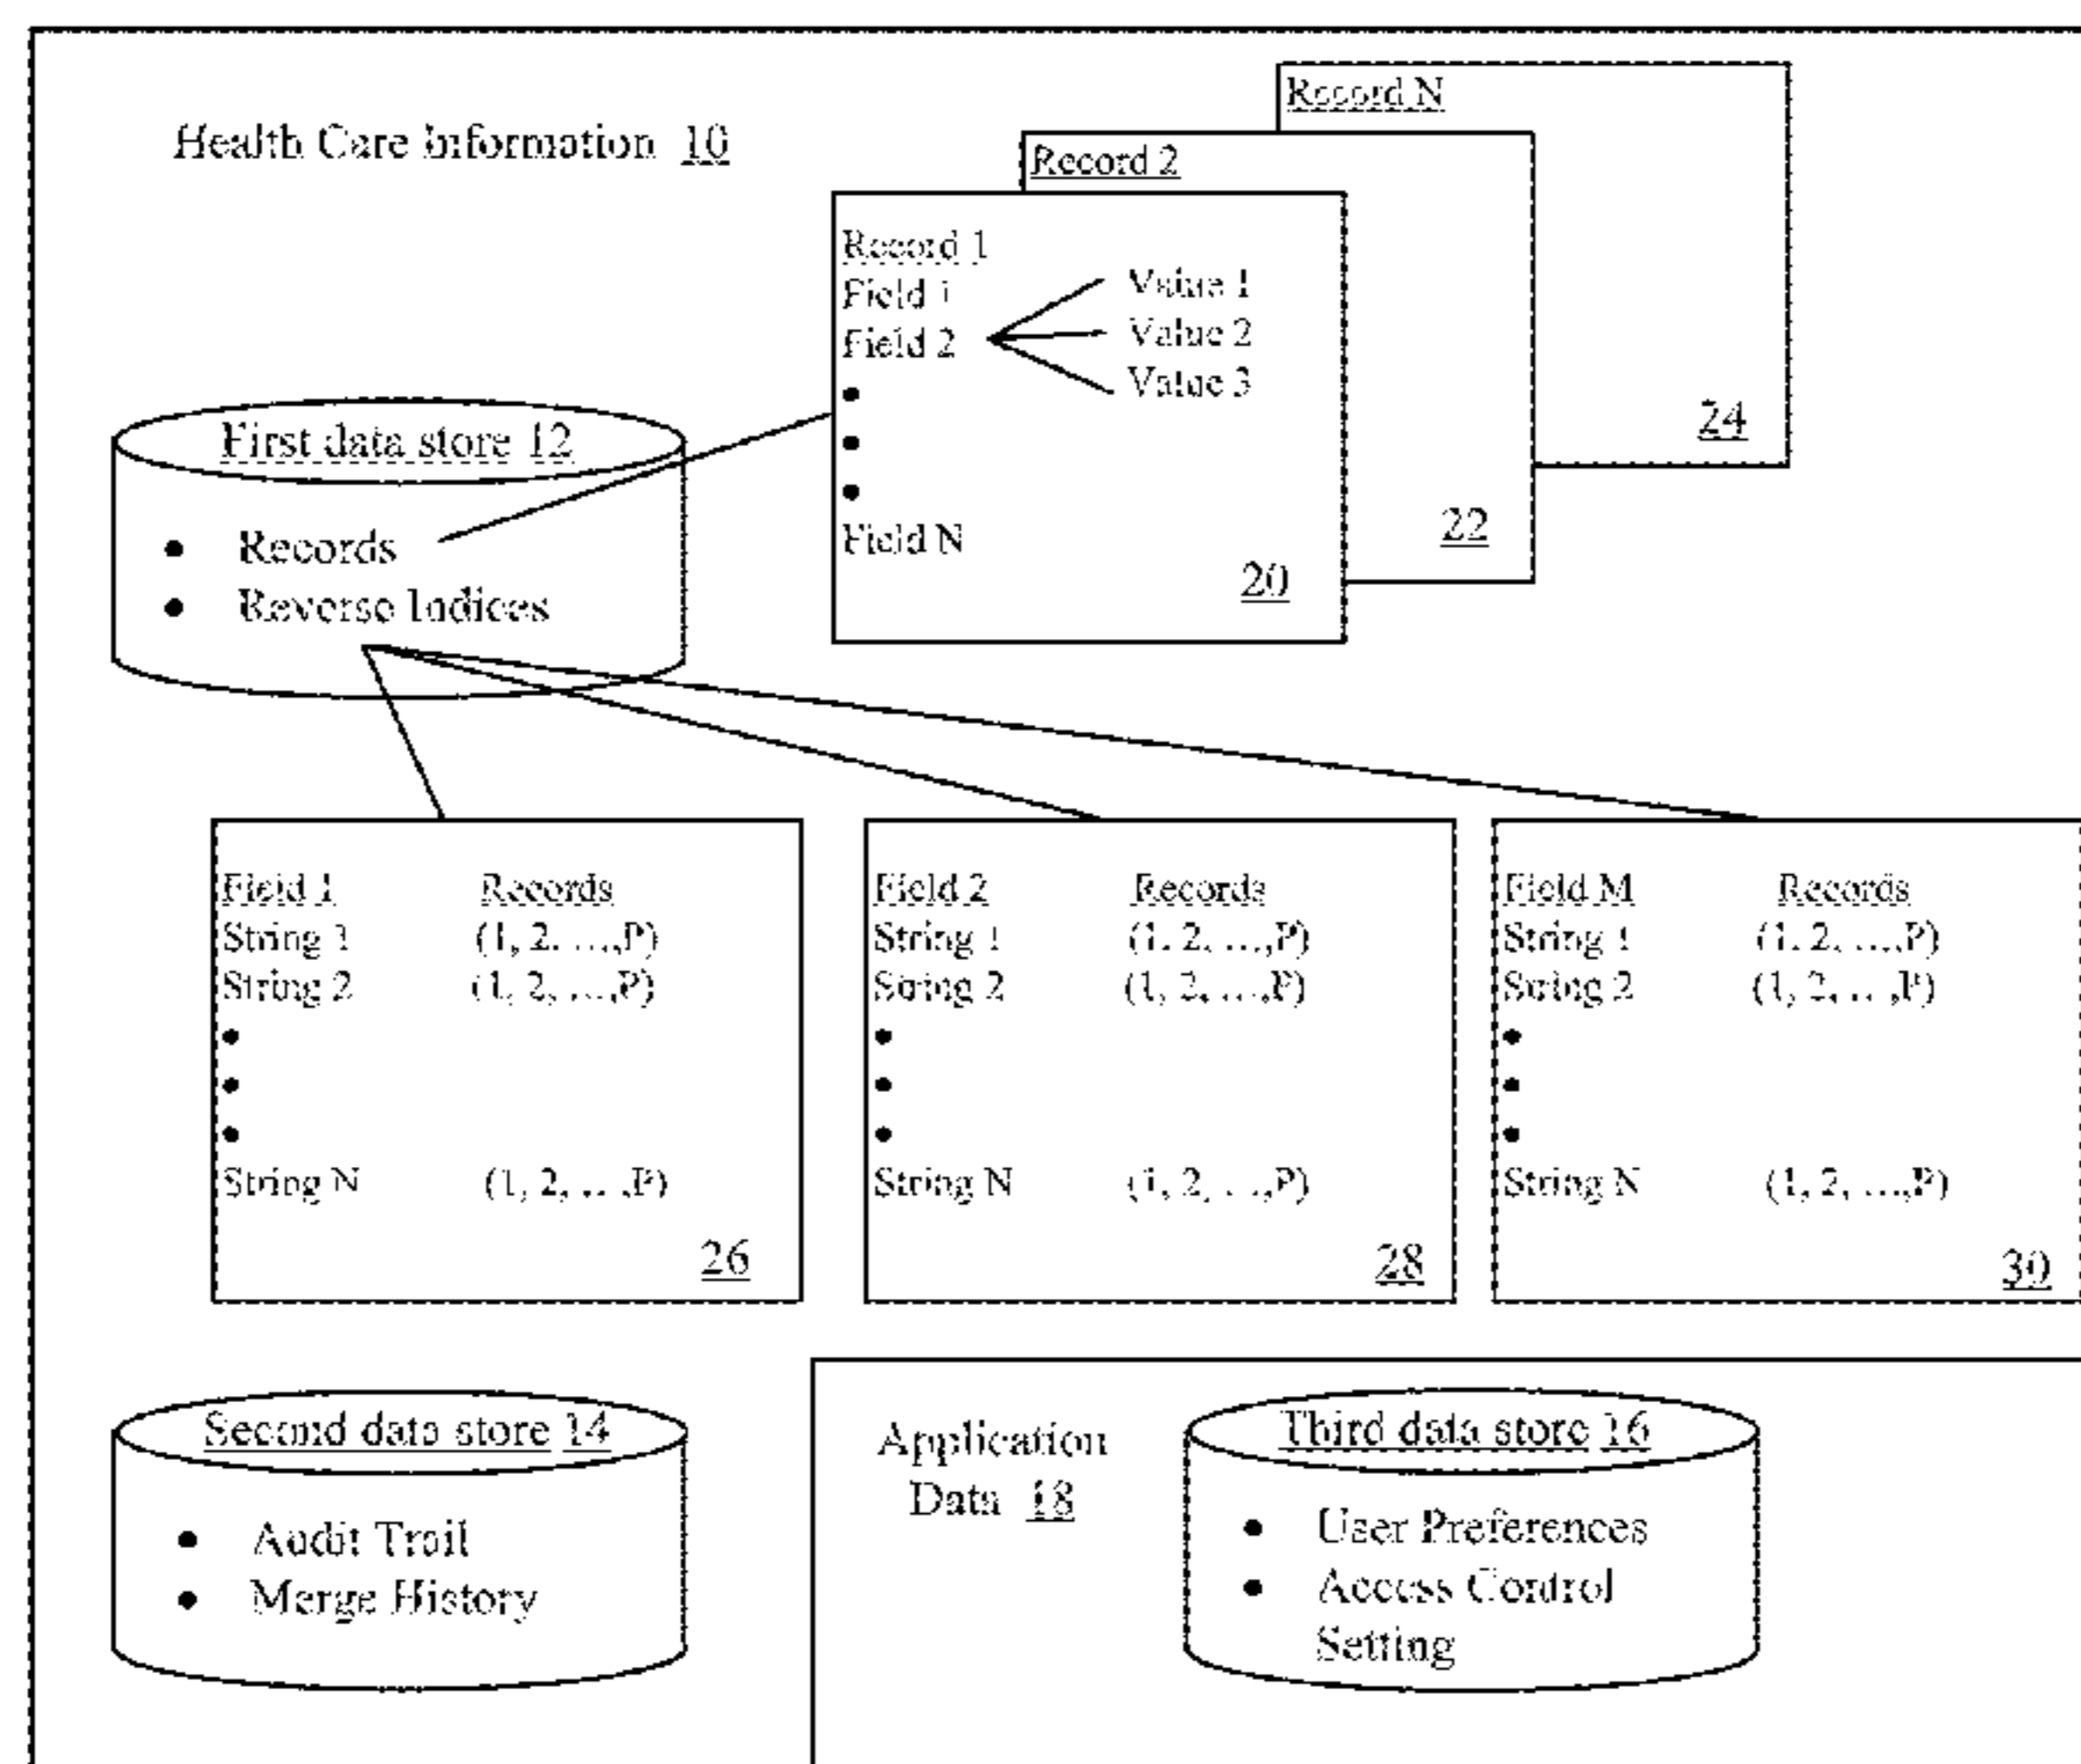 Health Care Information 10
Record N
24
Record 2
22
Record 1
Field 1
Field 2
Value 1
Value 2
Value 3
•
•
•
Field N
20
First data store 12
• Records
• Reverse Indices
Field 1 Records
String 1 (1, 2, ...,P)
String 2 (1, 2, ...,P)
•
•
•
String N (1, 2, ...,P)
26
Field 2 Records
String 1 (1, 2, ...,P)
String 2 (1, 2, ...,P)
•
•
•
String N (1, 2, ...,P)
28
Field M Records
String 1 (1, 2, ...,P)
String 2 (1, 2, ...,P)
•
•
•
String N (1, 2, ...,P)
30
Second data store 14
• Audit Trail
• Merge History
Application
Data 18
Third data store 16
• User Preferences
• Access Control
Setting